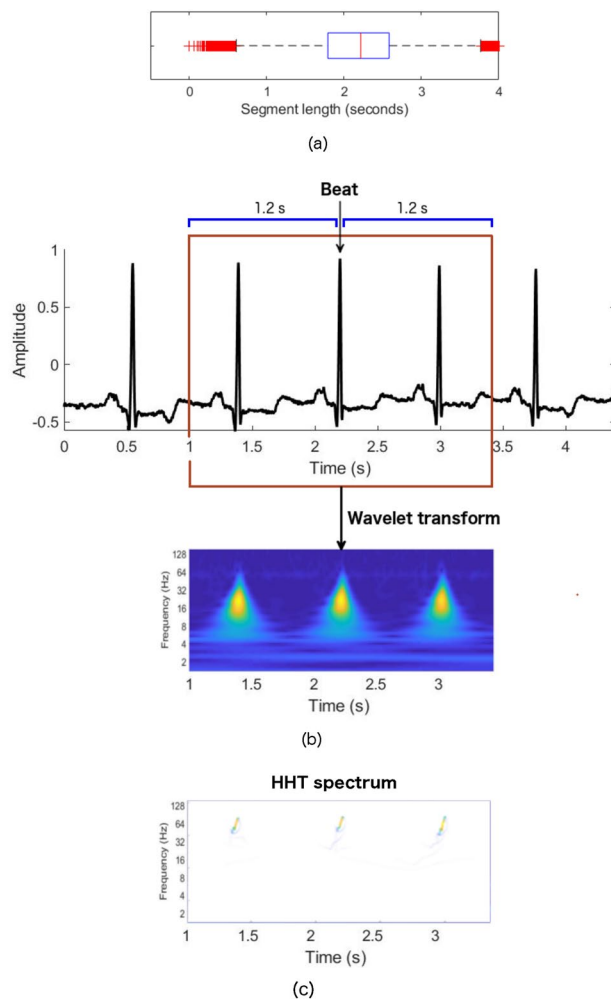 0 1 2 3 4
Segment length (seconds)
(a)
Beat
1.2 s 1.2 s
1
0.5
0
-0.5
Amplitude
0 0.5 1 1.5 2 2.5 3 3.5 4
Time (s)
Wavelet transform
128
64
32
16
8
4
2
Frequency (Hz)
1 1.5 2 2.5 3
Time (s)
(b)
HHT spectrum
128
64
32
16
8
4
2
Frequency (Hz)
1 1.5 2 2.5 3
Time (s)
(c)